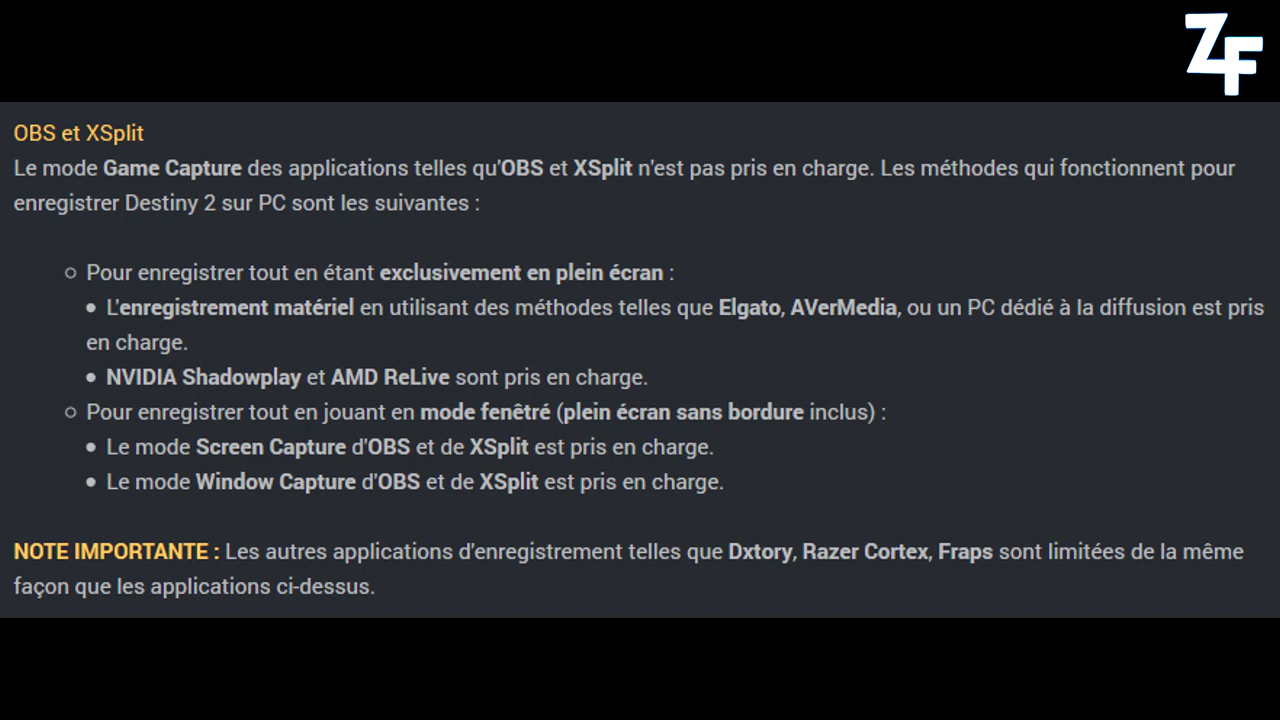 ZF
OBS et XSplit
Le mode Game Capture des applications telles qu'OBS et XSplit n'est pas pris en charge. Les méthodes qui fonctionnent pour
enregistrer Destiny 2 sur PC sont les suivantes :
○ Pour enregistrer tout en étant exclusivement en plein écran :
● L'enregistrement matériel en utilisant des méthodes telles que Elgato, AVerMedia, ou un PC dédié à la diffusion est pris
en charge.
● NVIDIA Shadowplay et AMD ReLive sont pris en charge.
○ Pour enregistrer tout en jouant en mode fenêtré (plein écran sans bordure inclus) :
● Le mode Screen Capture d'OBS et de XSplit est pris en charge.
● Le mode Window Capture d'OBS et de XSplit est pris en charge.
NOTE IMPORTANTE : Les autres applications d'enregistrement telles que Dxtory, Razer Cortex, Fraps sont limitées de la même
façon que les applications ci-dessus.